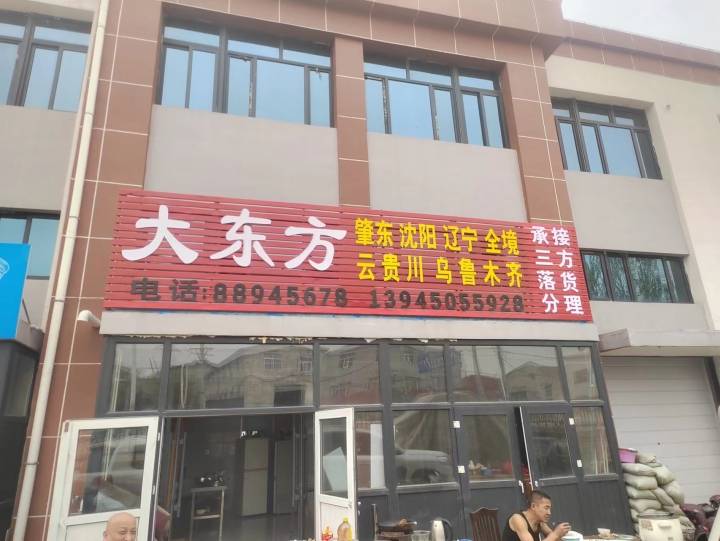 大东方
肇东 沈阳 辽宁 全境
云贵川 乌鲁木齐
电话:88945678 13945055928
承接
三方
落货
分理